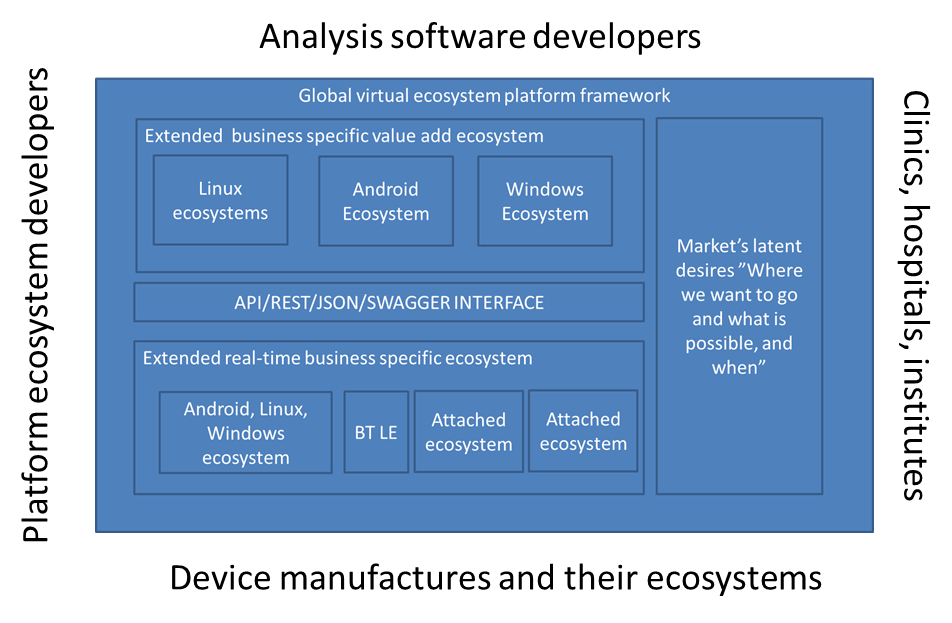 Analysis software developers
Platform ecosystem developers
Global virtual ecosystem platform framework
Extended  business specific value add ecosystem
Linux
ecosystems
Android
Ecosystem
Windows
Ecosystem
API/REST/JSON/SWAGGER INTERFACE
Extended real-time business specific ecosystem
Android, Linux,
Windows
ecosystem
BT LE
Attached
ecosystem
Attached
ecosystem
Market’s latent
desires ”Where
we want to go
and what is
possible, and
when”
Clinics, hospitals, institutes
Device manufactures and their ecosystems